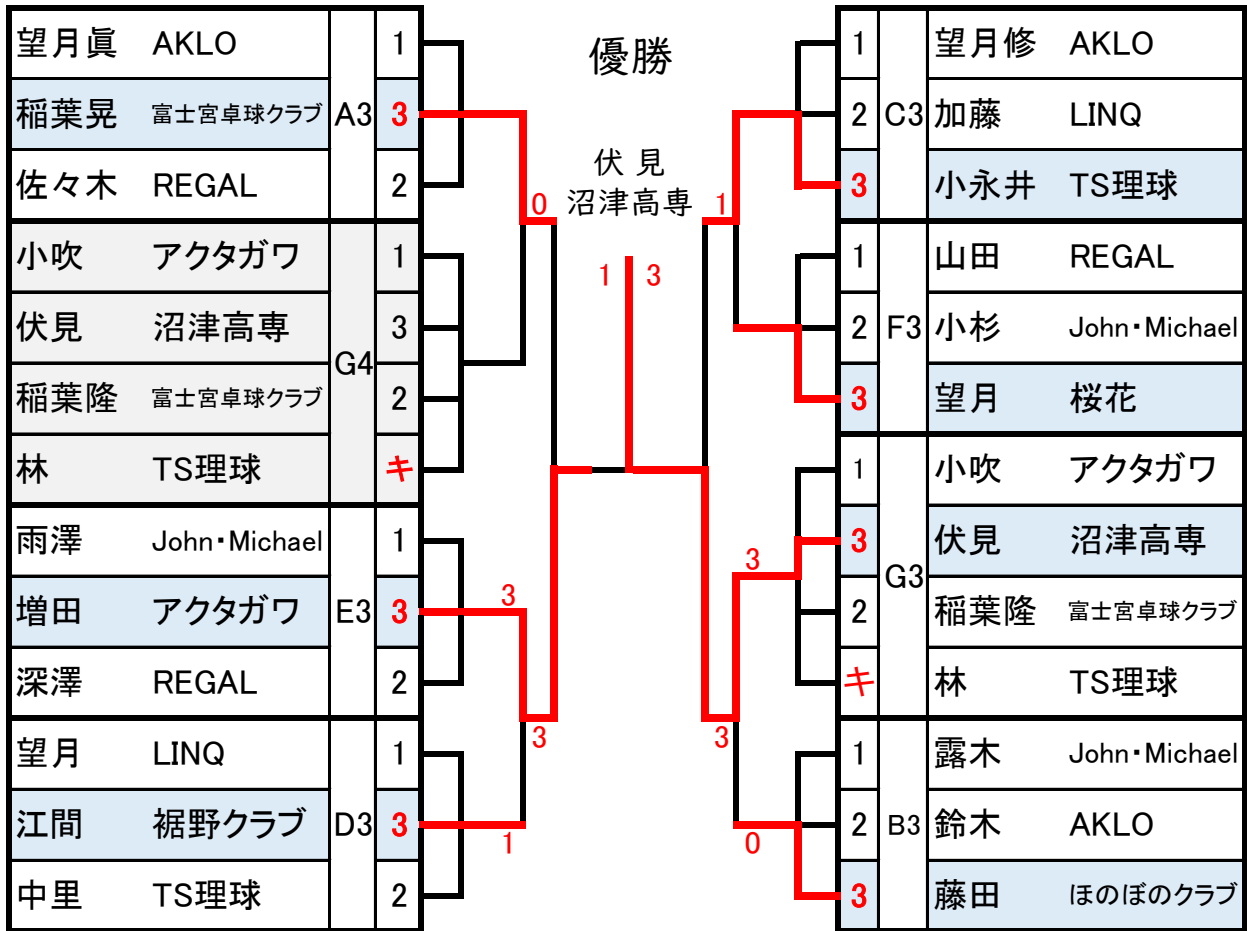 優勝
伏見
沼津高専
1 3
望月眞 AKLO 1
稲葉晃 富士宮卓球クラブ A3 3
佐々木 REGAL 2
0
小吹 アクタガワ 1
伏見 沼津高専 3
G4
稲葉隆 富士宮卓球クラブ 2
林 TS理球 キ
雨澤 John・Michael 1
増田 アクタガワ E3 3
3
深澤 REGAL 2
3
望月 LINQ 1
江間 裾野クラブ D3 3
1
中里 TS理球 2
1 望月修 AKLO
2 C3 加藤 LINQ
3 小永井 TS理球
1
1 山田 REGAL
2 F3 小杉 John・Michael
3 望月 桜花
1 小吹 アクタガワ
3 伏見 沼津高専
3
G3
2 稲葉隆 富士宮卓球クラブ
キ 林 TS理球
3
1 露木 John・Michael
2 B3 鈴木 AKLO
0
3 藤田 ほのぼのクラブ